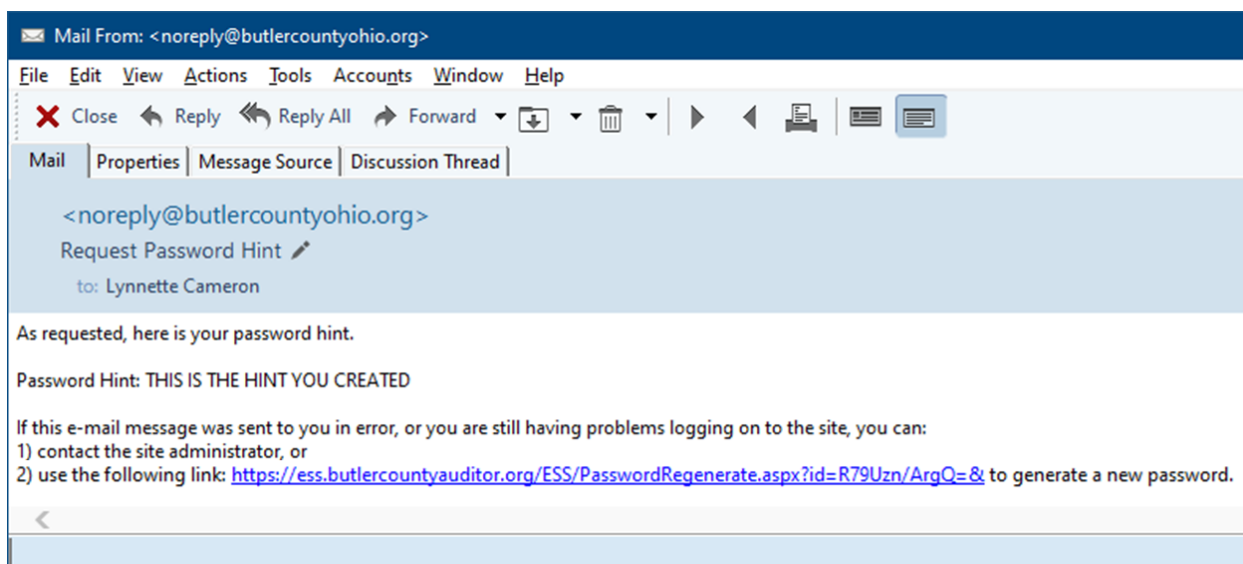 Mail From: <noreply@butlercountyohio.org>
File Edit View Actions Tools Accounts Window Help
Close Reply Reply All Forward
Mail Properties Message Source Discussion Thread
<noreply@butlercountyohio.org>
Request Password Hint
to: Lynnette Cameron
As requested, here is your password hint.
Password Hint: THIS IS THE HINT YOU CREATED
If this e-mail message was sent to you in error, or you are still having problems logging on to the site, you can:
1) contact the site administrator, or
2) use the following link: https://ess.butlercountyauditor.org/ESS/PasswordRegenerate.aspx?id=R79Uzn/ArgQ=& to generate a new password.